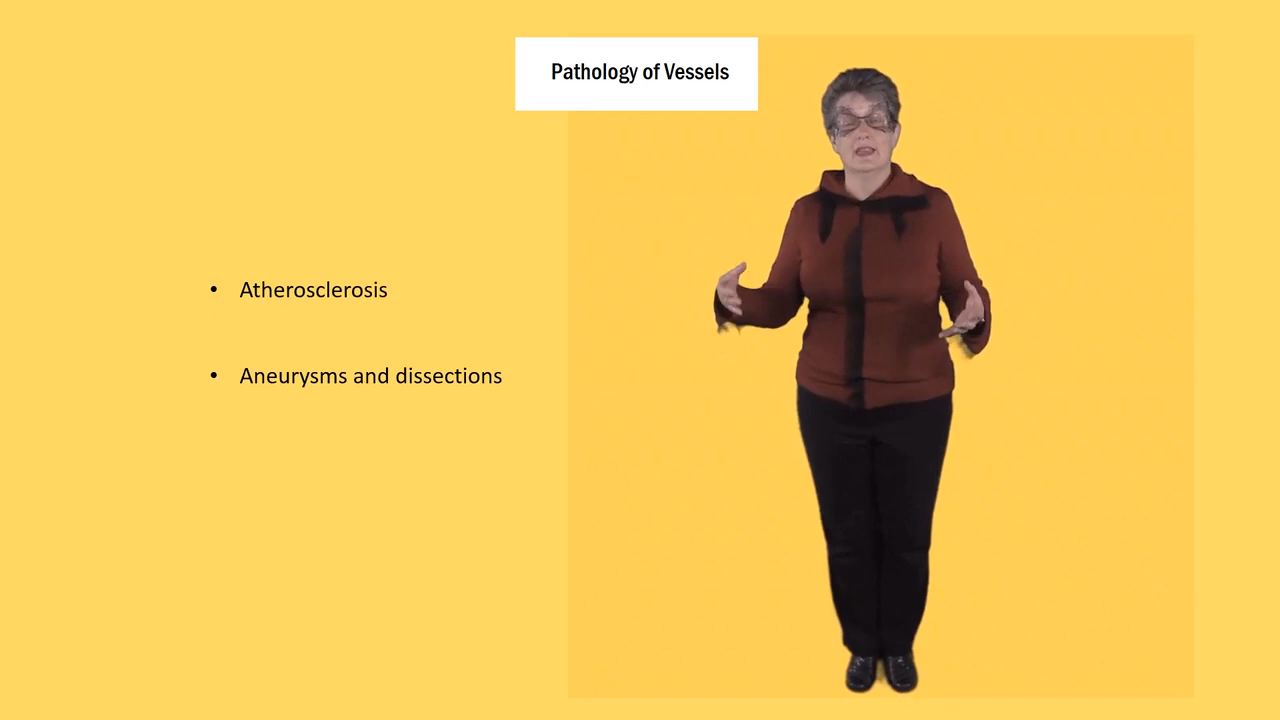 Pathology of Vessels
• Atherosclerosis
• Aneurysms and dissections